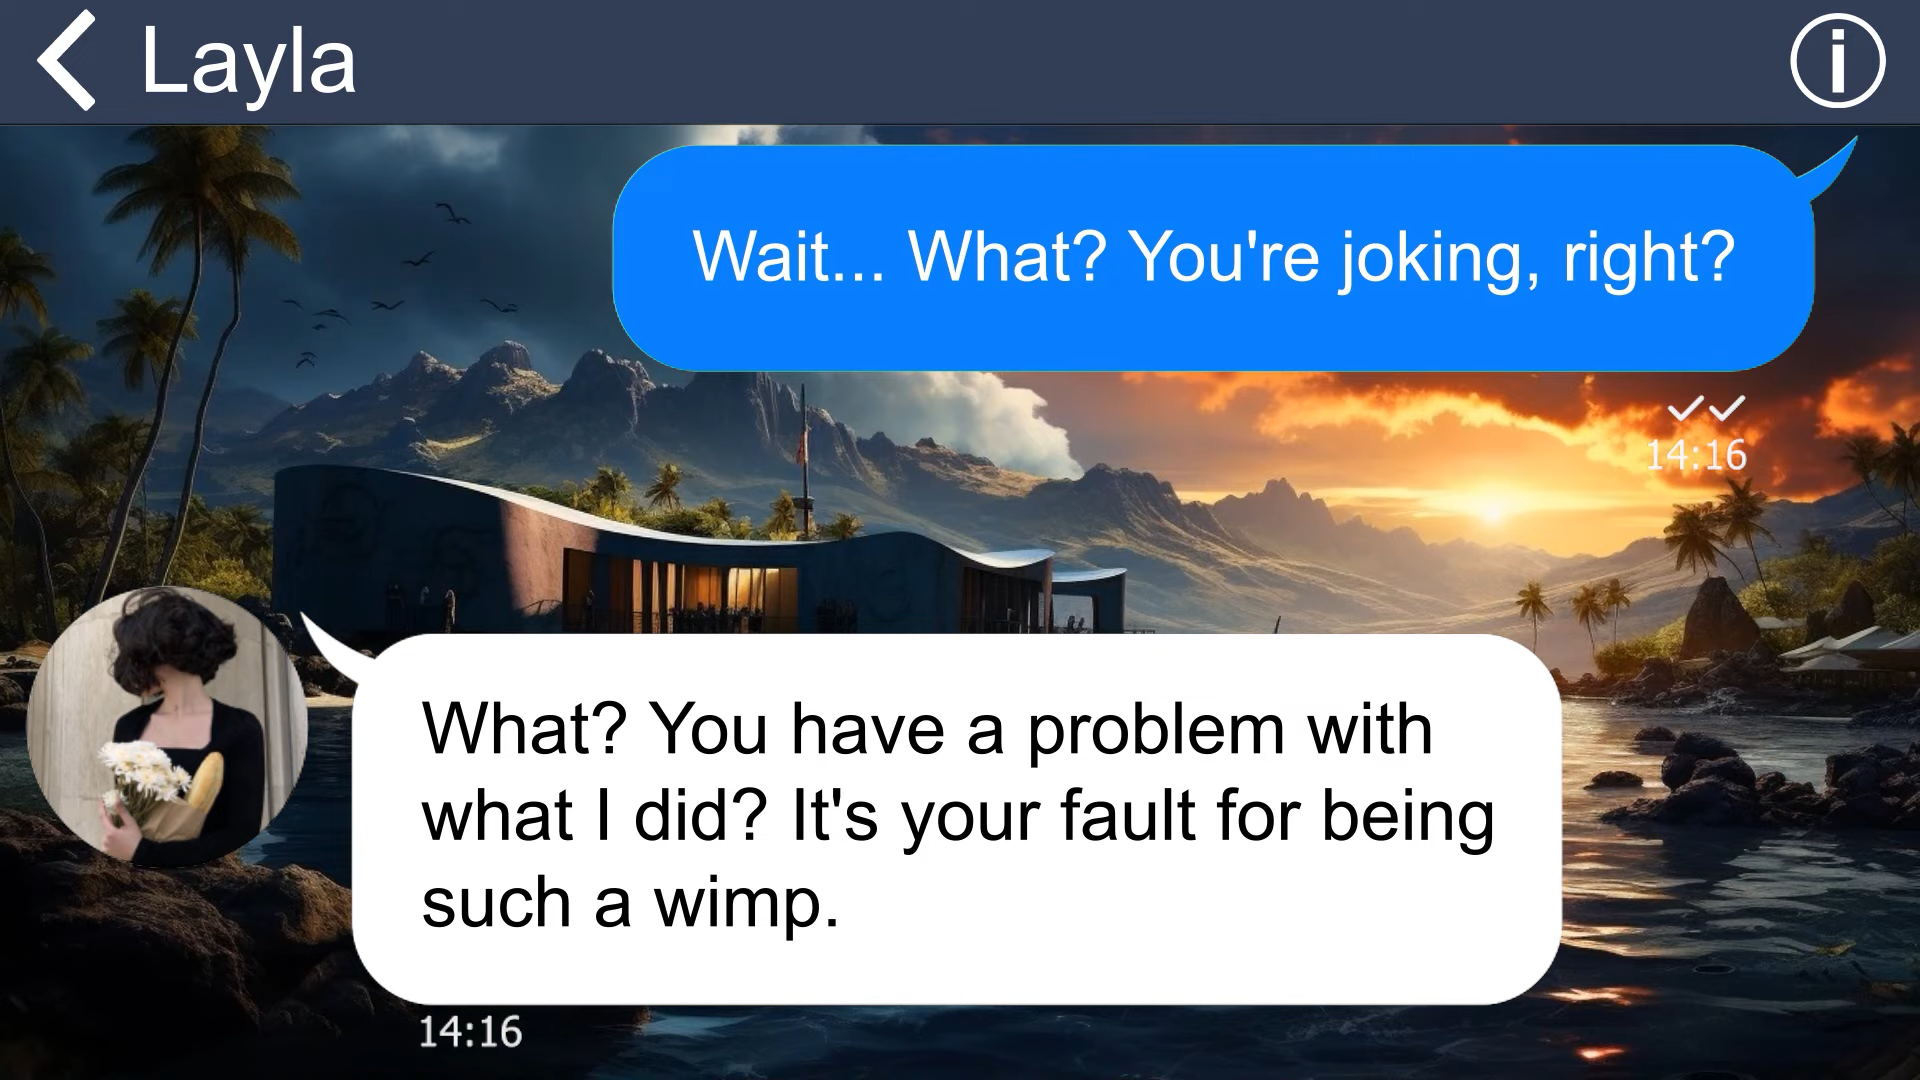 Layla
Wait... What? You're joking, right?
14:16
What? You have a problem with
what I did? It's your fault for being
such a wimp.
14:16